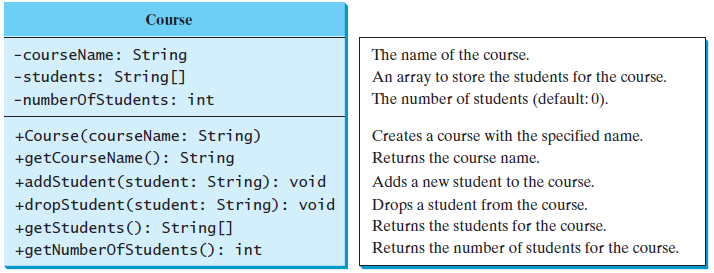 Course
-courseName: String
-students: String[]
-numberOfStudents: int
+Course(courseName: String)
+getCourseName(): String
+addStudent(student: String): void
+dropStudent(student: String): void
+getStudents(): String[]
+getNumberOfStudents(): int
The name of the course.
An array to store the students for the course.
The number of students (default: 0).
Creates a course with the specified name.
Returns the course name.
Adds a new student to the course.
Drops a student from the course.
Returns the students for the course.
Returns the number of students for the course.